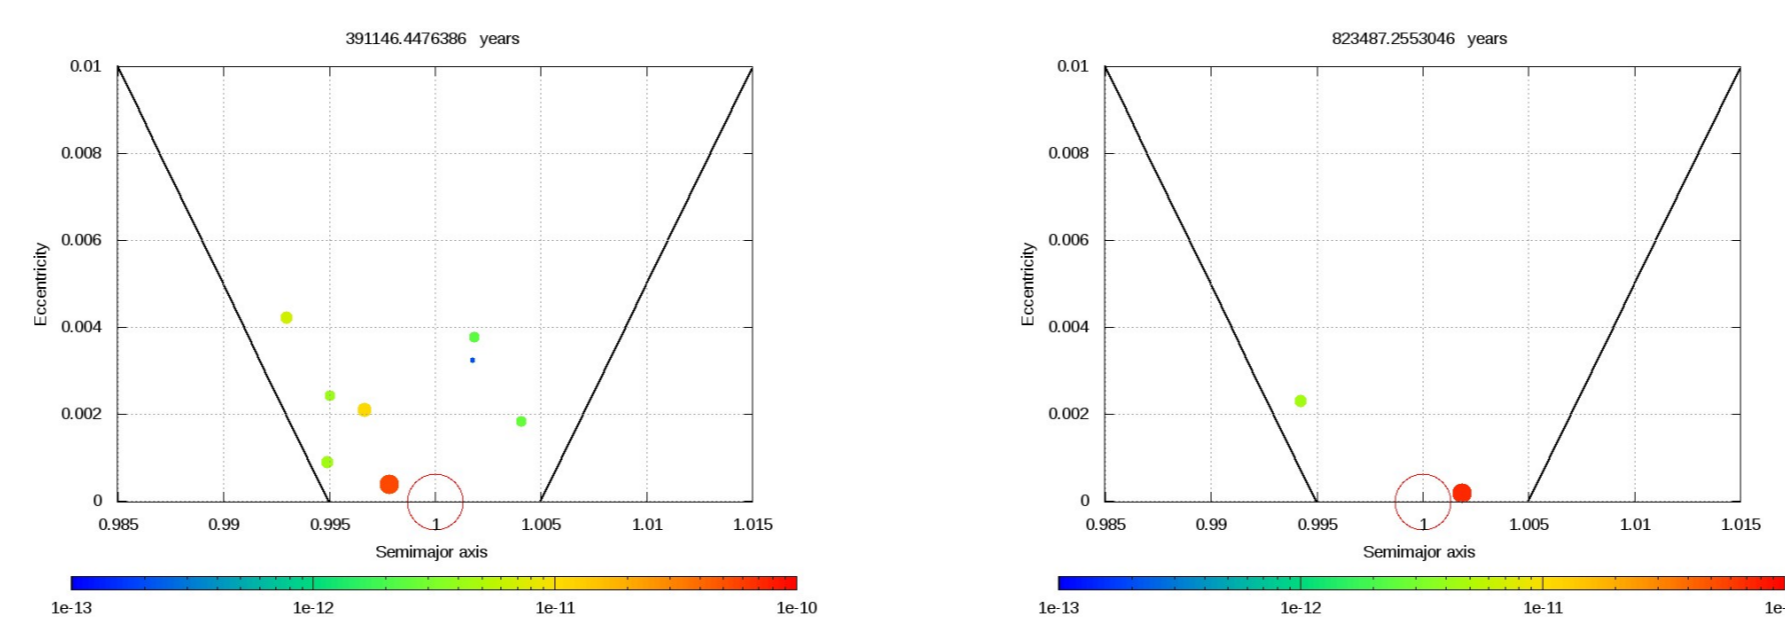 391146.4476386 years
0.01
0.008
0.006
0.004
0.002
0
Eccentricity
0.985 0.99 0.995 1 1.005 1.01 1.015
Semimajor axis
1e-13 1e-12 1e-11 1e-10
823487.2553046 years
0.01
0.008
0.006
0.004
0.002
0
Eccentricity
0.985 0.99 0.995 1 1.005 1.01 1.015
Semimajor axis
1e-13 1e-12 1e-11 1e-